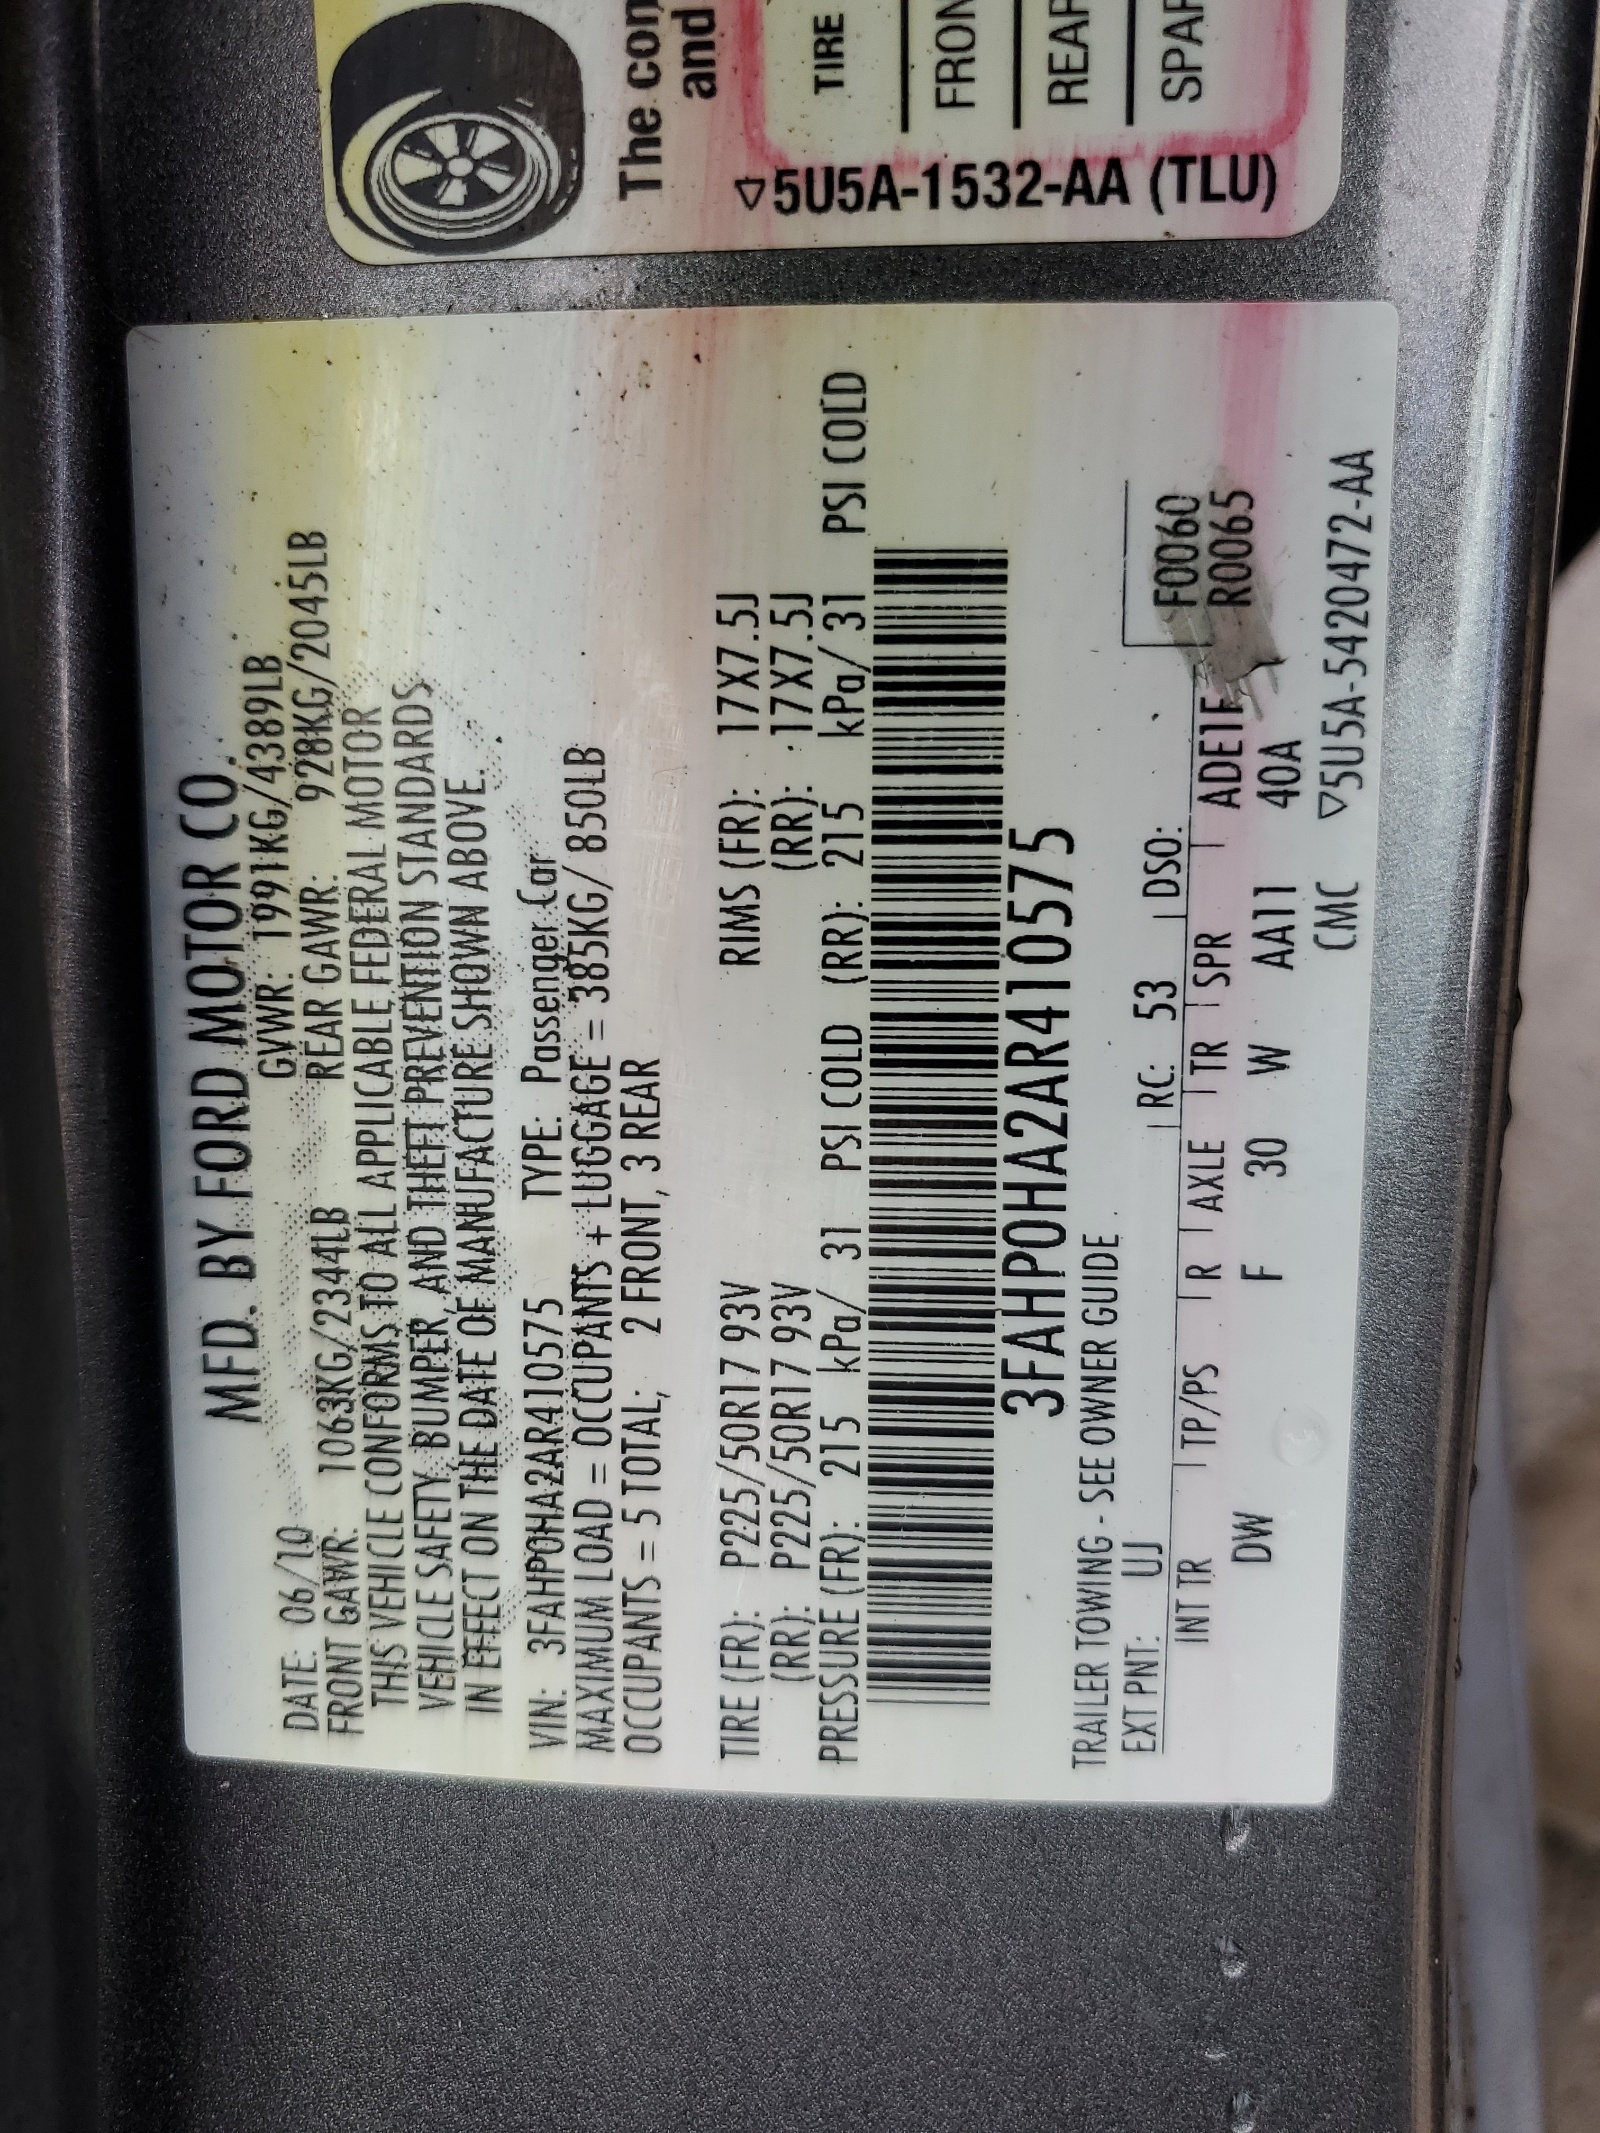 MFD. BY FORD MOTOR CO.
DATE: 06/10 GVWR: 1991KG/4389LB
FRONT GAWR: 1063KG/2344LB REAR GAWR: 928KG/2045LB
THIS VEHICLE CONFORMS TO ALL APPLICABLE FEDERAL MOTOR
VEHICLE SAFETY, BUMPER, AND THEFT PREVENTION STANDARDS
IN EFFECT ON THE DATE OF MANUFACTURE SHOWN ABOVE.
VIN: 3FAHP0HA2AR410575 TYPE: Passenger Car
MAXIMUM LOAD = OCCUPANTS + LUGGAGE = 385KG/ 850LB
OCCUPANTS = 5 TOTAL; 2 FRONT, 3 REAR
TIRE (FR): P225/50R17 93V RIMS (FR): 17X7.5J
(RR): P225/50R17 93V (RR): 17X7.5J
PRESSURE (FR): 215 kPa/ 31 PSI COLD (RR): 215 kPa/ 31 PSI COLD
3FAHP0HA2AR410575
TRAILER TOWING - SEE OWNER GUIDE
EXT PNT: UJ RC: 53 DSO: F0060
R0065
INT TR TP/PS R AXLE TR SPR ADE1F
DW F 30 W AA11 40A
CMC ▽5U5A-5420472-AA
The con
and
TIRE
FRON
REAR
SPAR
▽5U5A-1532-AA (TLU)